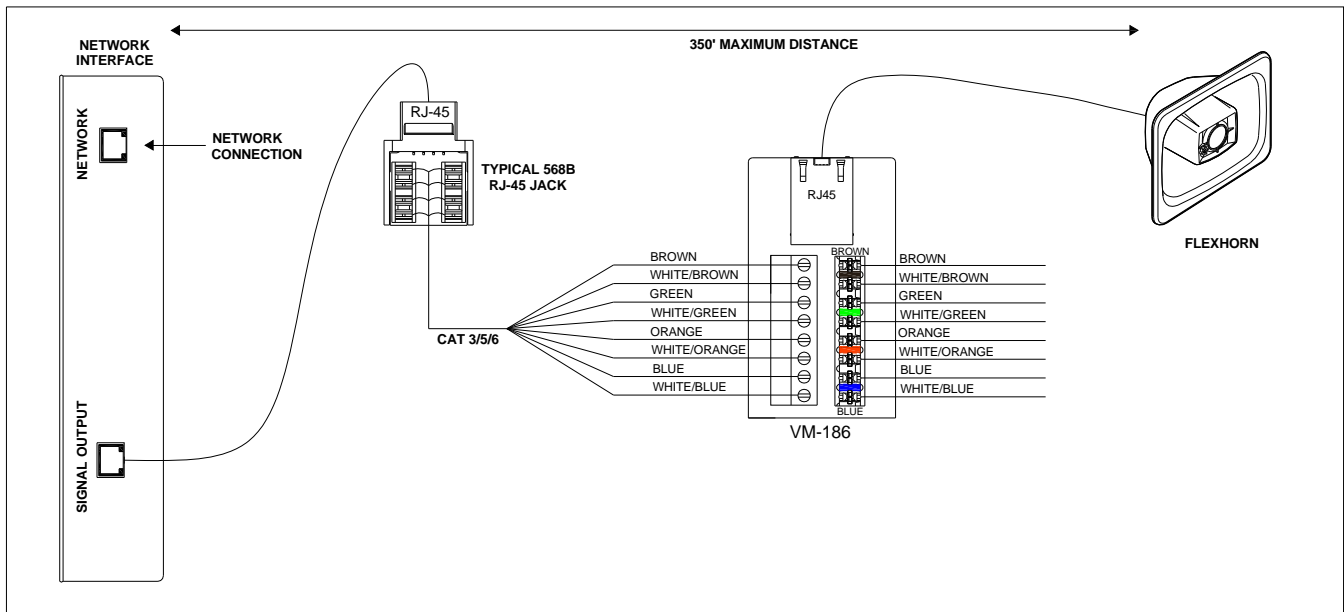 NETWORK
INTERFACE
350' MAXIMUM DISTANCE
NETWORK
NETWORK
CONNECTION
RJ-45
TYPICAL 568B
RJ-45 JACK
RJ45
FLEXHORN
BROWN
BROWN
WHITE/BROWN
GREEN
WHITE/GREEN
ORANGE
WHITE/ORANGE
BLUE
WHITE/BLUE
CAT 3/5/6
BROWN
WHITE/BROWN
GREEN
WHITE/GREEN
ORANGE
WHITE/ORANGE
BLUE
WHITE/BLUE
BLUE
VM-186
SIGNAL OUTPUT